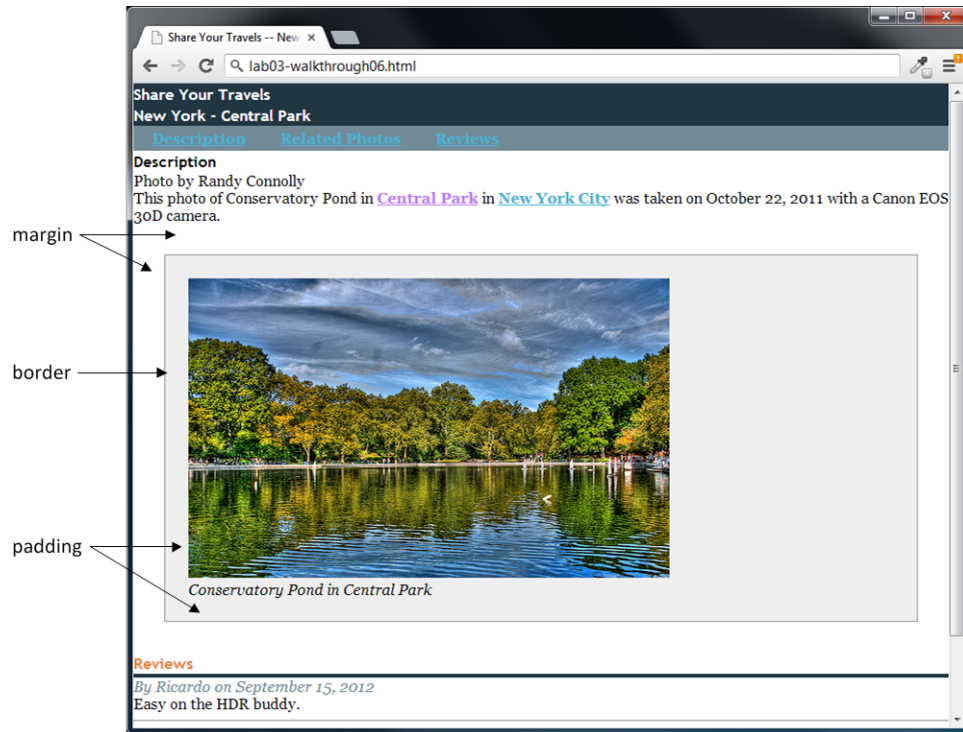 Share Your Travels -- New
lab03-walkthrough06.html
Share Your Travels
New York - Central Park
Description Related Photos Reviews
Description
Photo by Randy Connolly
This photo of Conservatory Pond in Central Park in New York City was taken on October 22, 2011 with a Canon EOS
30D camera.
margin
border
padding
Conservatory Pond in Central Park
Reviews
By Ricardo on September 15, 2012
Easy on the HDR buddy.